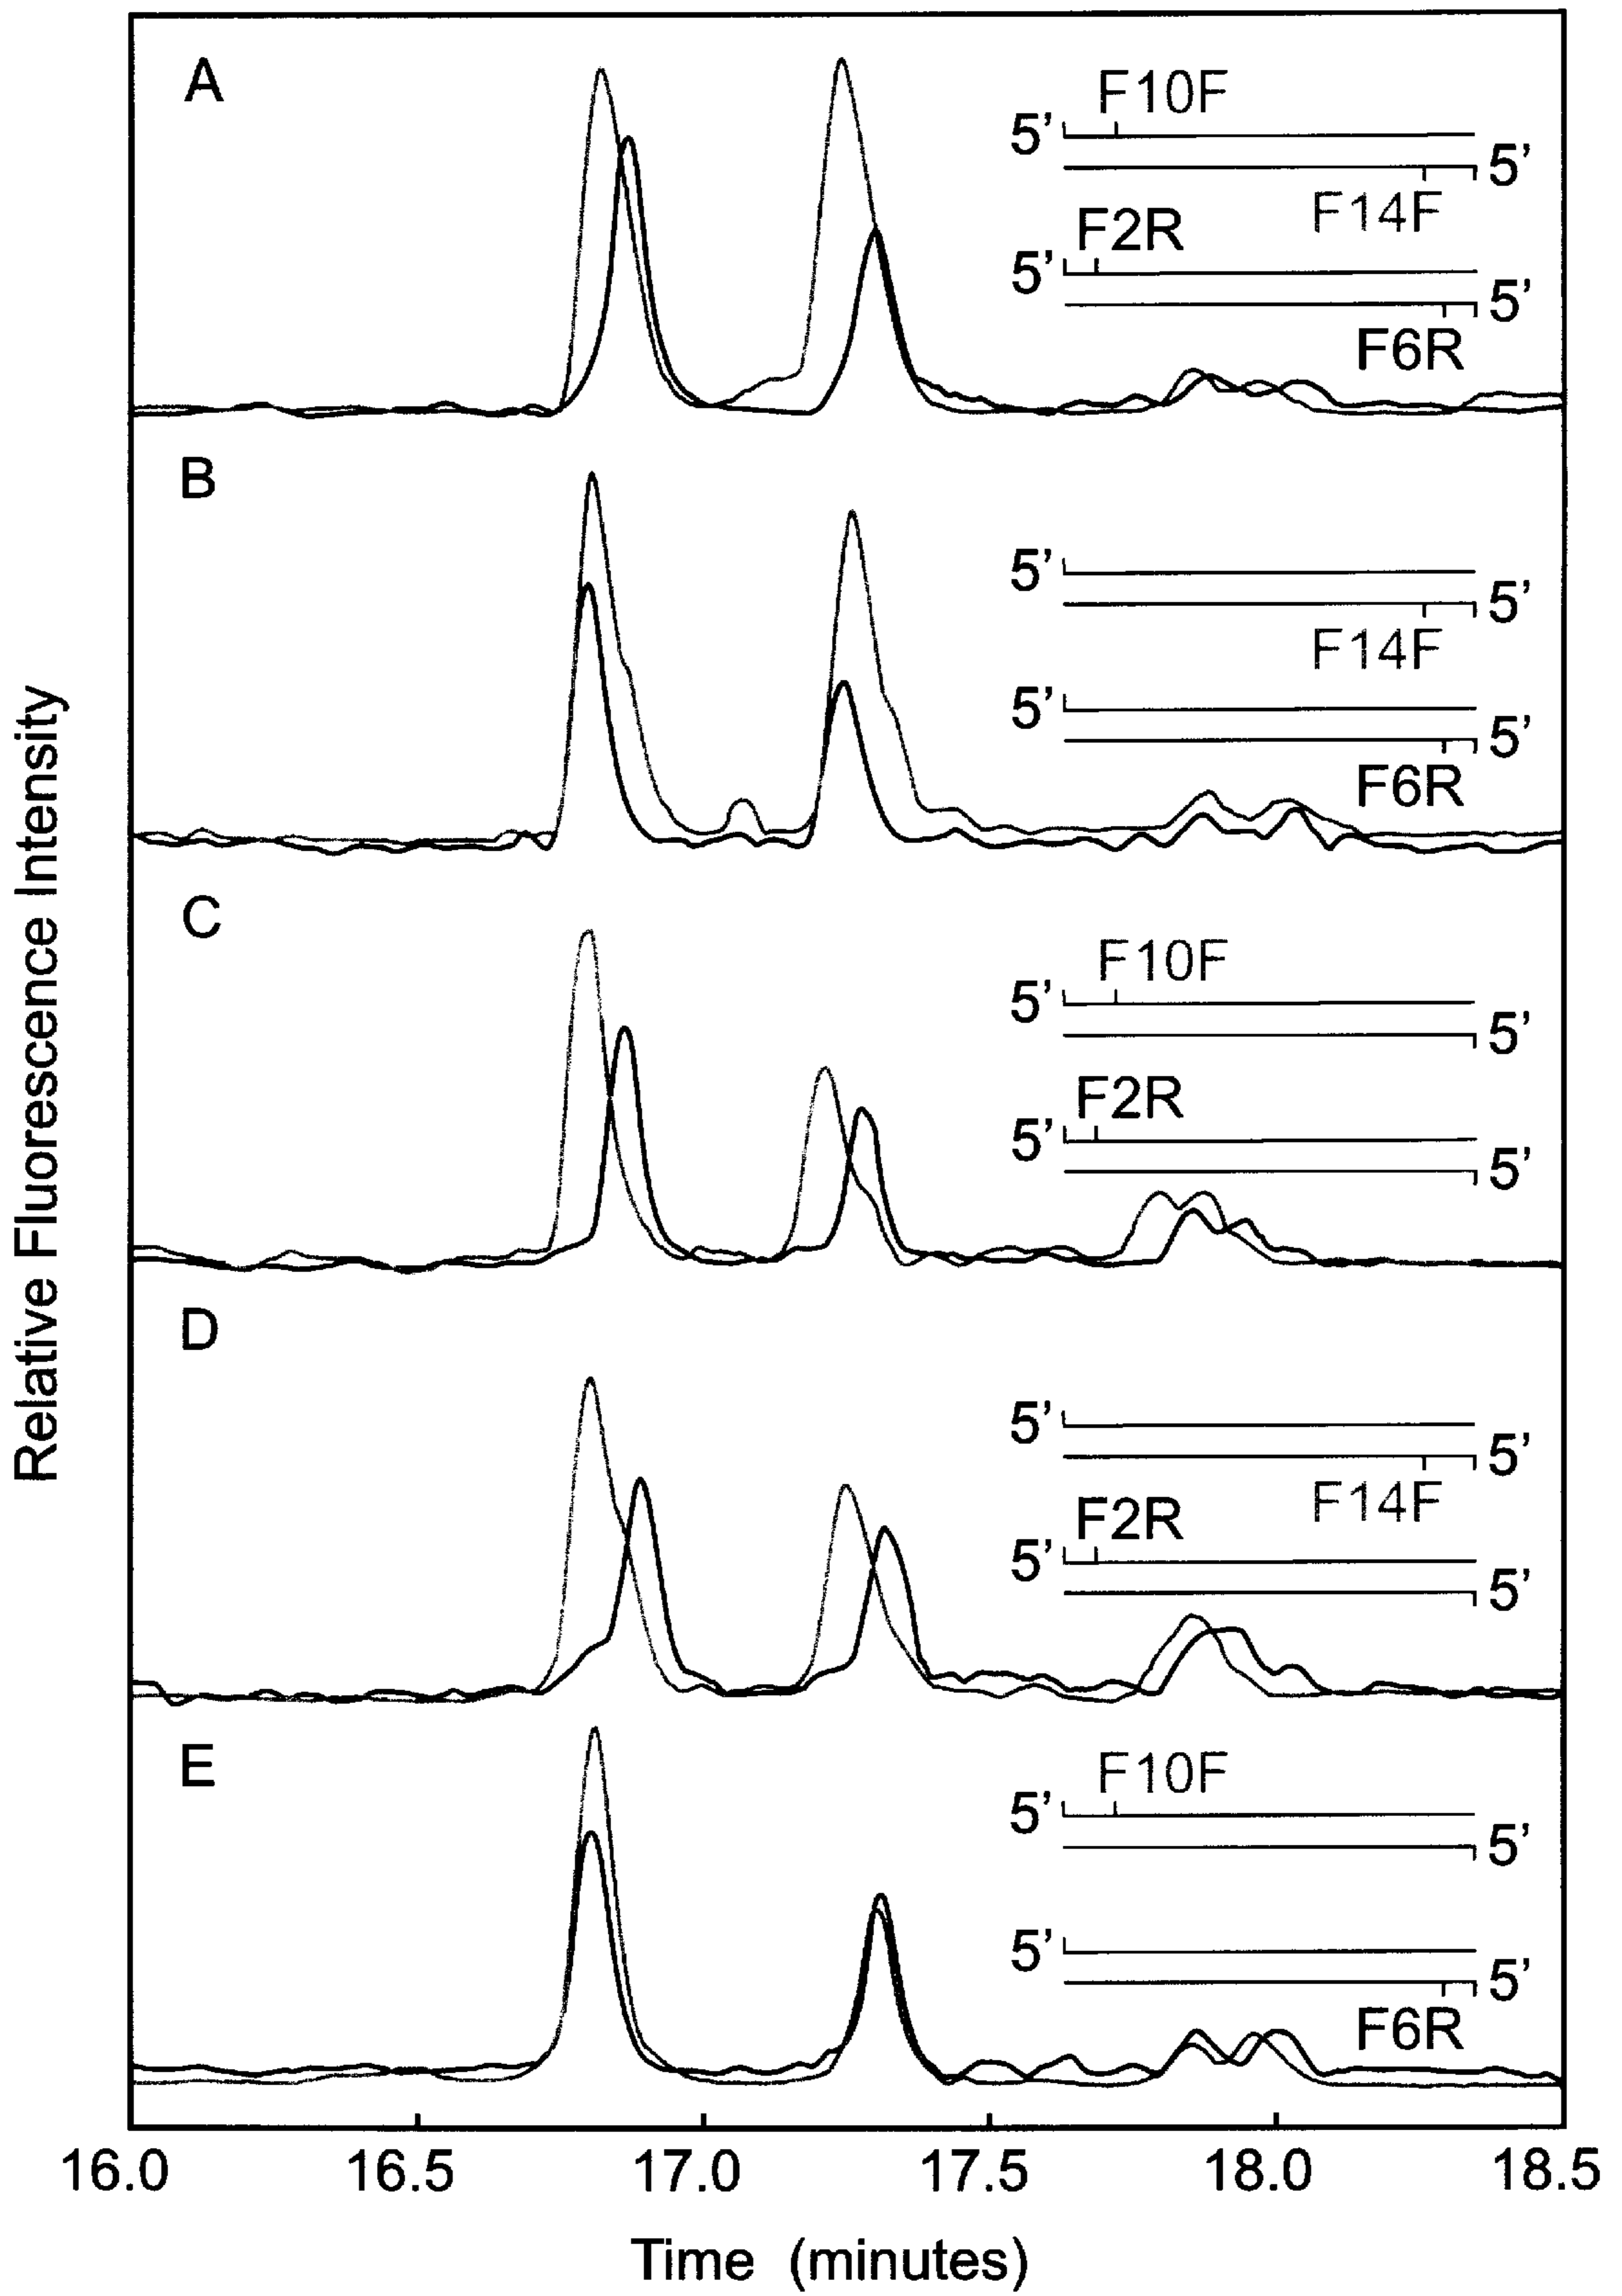 Relative Fluorescence Intensity
A
F10F
5’
5’
F14F
F2R
5’
5’
F6R
B
5’
5’
F14F
5’
5’
F6R
C
F10F
5’
5’
F2R
5’
5’
D
5’
5’
F14F
F2R
5’
5’
E
F10F
5’
5’
5’
5’
F6R
16.0 16.5 17.0 17.5 18.0 18.5
Time (minutes)